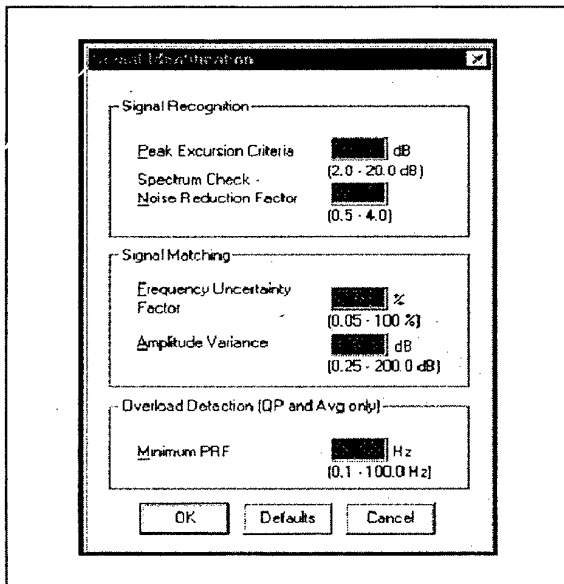 Signal Identification
Signal Recognition
Peak Excursion Criteria dB
(2.0 - 20.0 dB)
Spectrum Check -
Noise Reduction Factor
(0.5 - 4.0)
Signal Matching
Frequency Uncertainty
Factor %
(0.05 - 100 %)
Amplitude Variance dB
(0.25 - 200.0 dB)
Overload Detection (QP and Avg only)
Minimum PRF Hz
(0.1 - 100.0 Hz)
OK Defaults Cancel